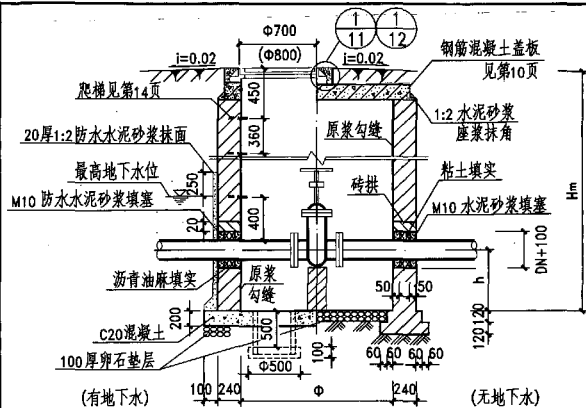 Φ700
(Φ800)
1
11
1
12
i=0.02
i=0.02
钢筋混凝土盖板
见第10页
爬梯见第14页
450
1:2 水泥砂浆
座浆抹角
20厚1:2防水水泥砂浆抹面
360
原浆勾缝
最高地下水位
250
砖拱
粘土填实
Hm
M10 防水水泥砂浆填塞
20
400
M10 水泥砂浆填塞
DN+100
h
沥青油麻填实
原浆
勾缝
50
50
200
C20混凝土
500
120
120
100厚卵石垫层
100
60 60
60 60
Φ500
100
240
Φ
240
(有地下水)
(无地下水)